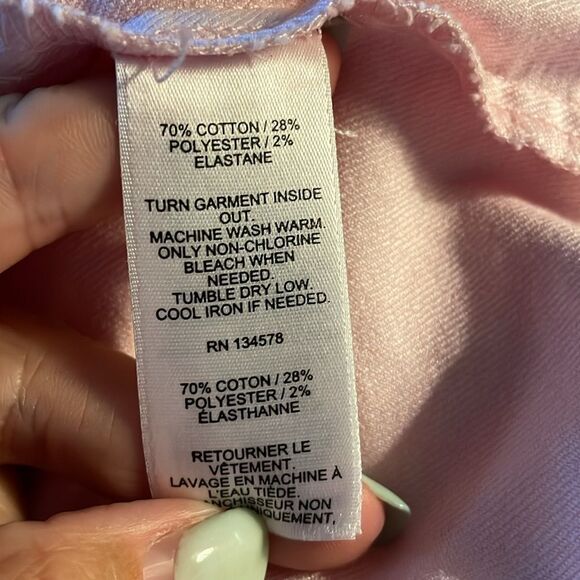 70% COTTON / 28%
POLYESTER / 2%
ELASTANE
TURN GARMENT INSIDE
OUT.
MACHINE WASH WARM.
ONLY NON-CHLORINE
BLEACH WHEN
NEEDED.
TUMBLE DRY LOW.
COOL IRON IF NEEDED.
RN 134578
70% COTON / 28%
POLYESTER / 2%
ÉLASTHANNE
RETOURNER LE
VÊTEMENT.
LAVAGE EN MACHINE À
L'EAU TIÈDE.
NON